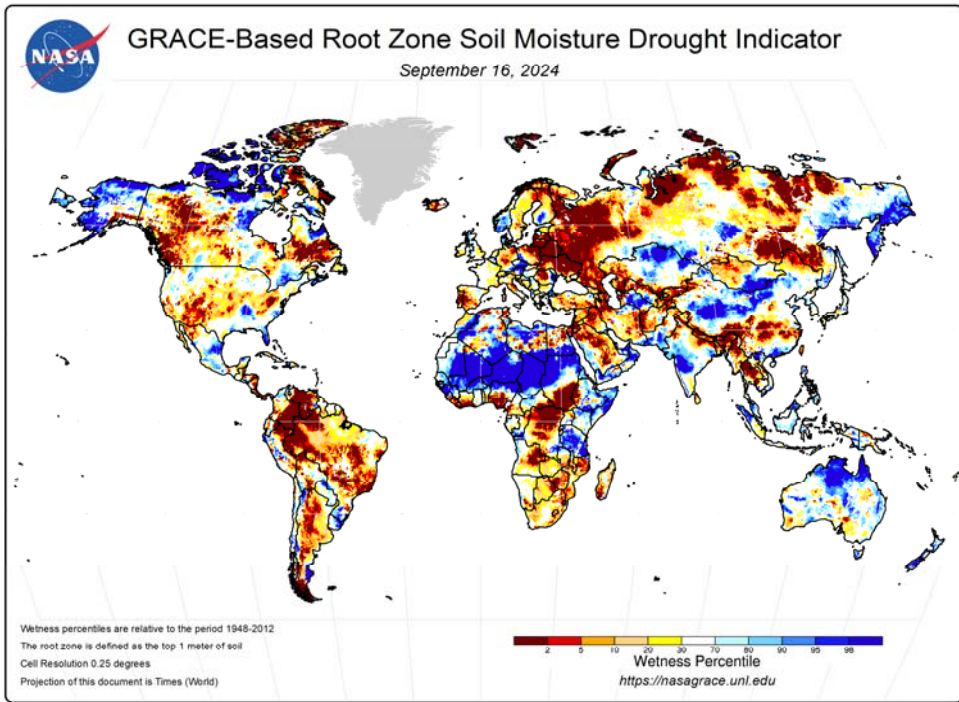 NASA
GRACE-Based Root Zone Soil Moisture Drought Indicator
September 16, 2024
Wetness percentiles are relative to the period 1948-2012
The root zone is defined as the top 1 meter of soil
Cell Resolution 0.25 degrees
Projection of this document is Times (World)
2 5 10 20 30 70 80 90 95 98
Wetness Percentile
https://nasagrace.unl.edu